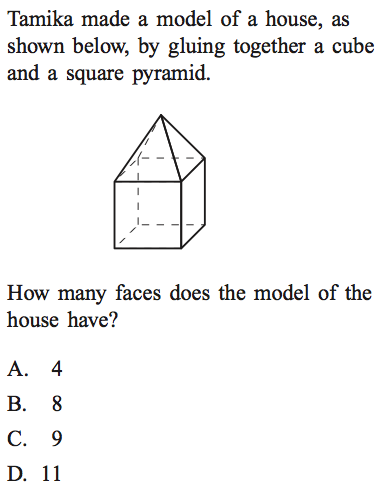 Tamika made a model of a house, as
shown below, by gluing together a cube
and a square pyramid.
How many faces does the model of the
house have?
A. 4
B. 8
C. 9
D. 11